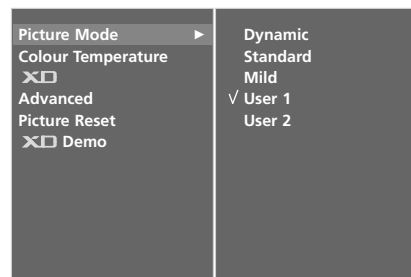 Picture Mode ►
Colour Temperature
XD
Advanced
Picture Reset
XD Demo
Dynamic
Standard
Mild
√ User 1
User 2